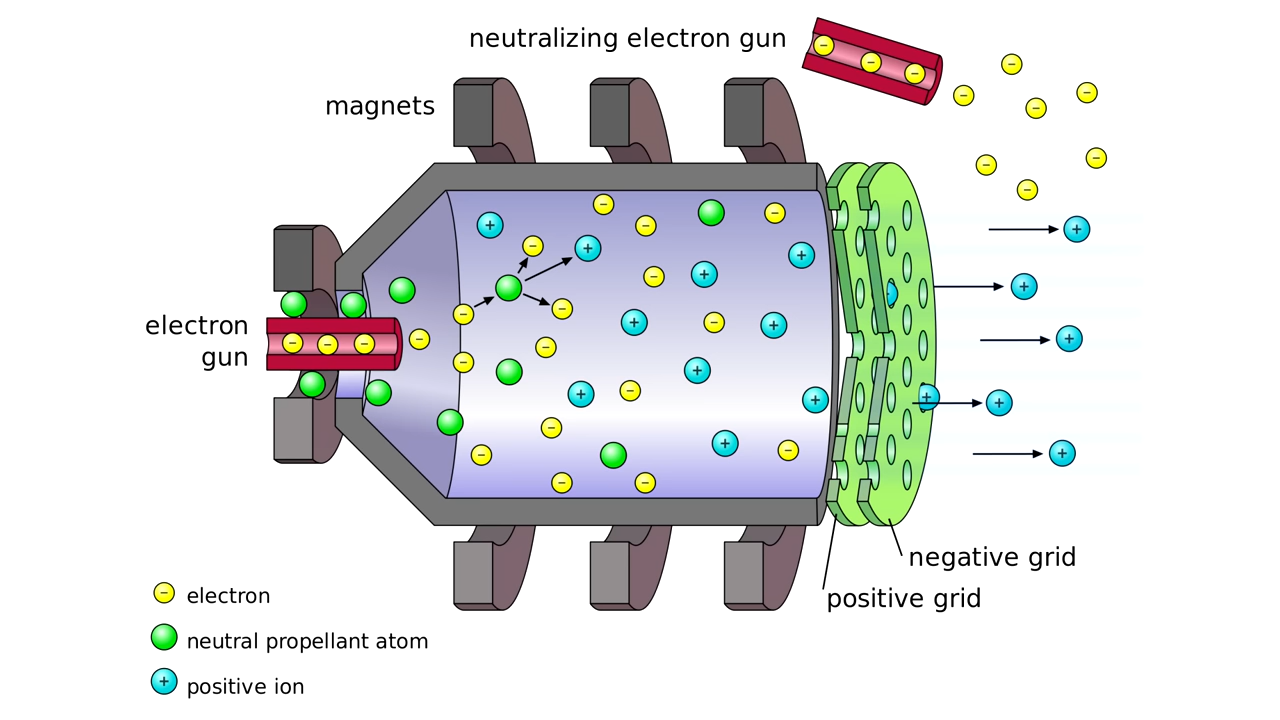 neutralizing electron gun
magnets
electron
gun
negative grid
positive grid
electron
neutral propellant atom
positive ion